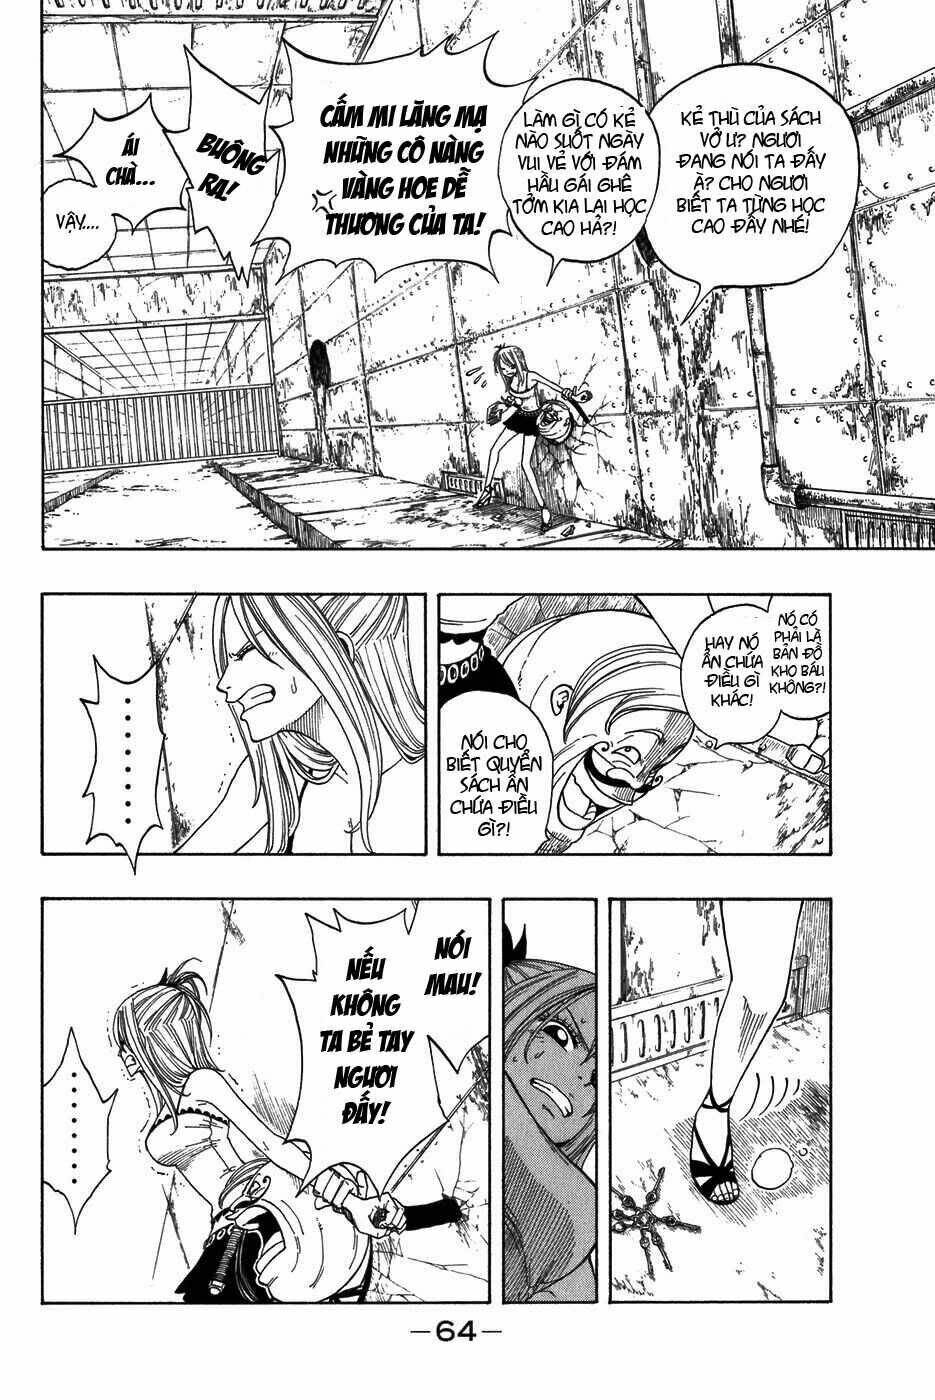 KẺ THÙ CỦA SÁCH
VỞ Ư? NGƯƠI
ĐANG NÓI TA ĐẤY
À? CHO NGƯƠI
BIẾT TA TỪNG HỌC
CAO ĐẤY NHÉ!
LÀM GÌ CÓ KẺ
NÀO SUỐT NGÀY
VUI VẺ VỚI ĐÁM
HẦU GÁI GHÊ
TỞM KIA LẠI HỌC
CAO HẢ?!
CẤM MI LĂNG MẠ
NHỮNG CÔ NÀNG
VÀNG HOE DỄ
THƯƠNG CỦA TA!
BUÔNG
RA!
ÁI
CHÀ...
VẬY....
NÓ CÓ
PHẢI LÀ
BẢN ĐỒ
KHO BÁU
KHÔNG?!
HAY NÓ
ẨN CHỨA
ĐIỀU GÌ
KHÁC!
NÓI CHO
BIẾT QUYỂN
SÁCH ẨN
CHỨA ĐIỀU
GÌ?!
NÓI
MAU!
NẾU
KHÔNG
TA BẺ TAY
NGƯƠI
ĐẤY!
-64-